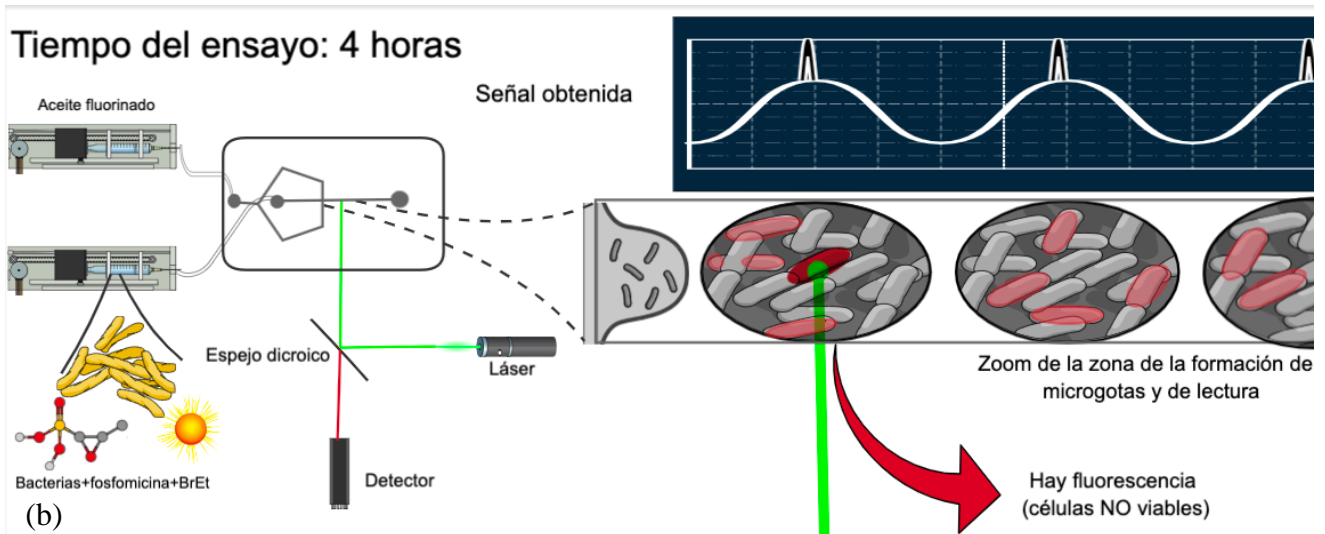 Tiempo del ensayo: 4 horas
Señal obtenida
Aceite fluorinado
Espejo dicroico
Láser
Zoom de la zona de la formación de
microgotas y de lectura
Detector
Bacterias+fosfomicina+BrEt
Hay fluorescencia
(células NO viables)
(b)